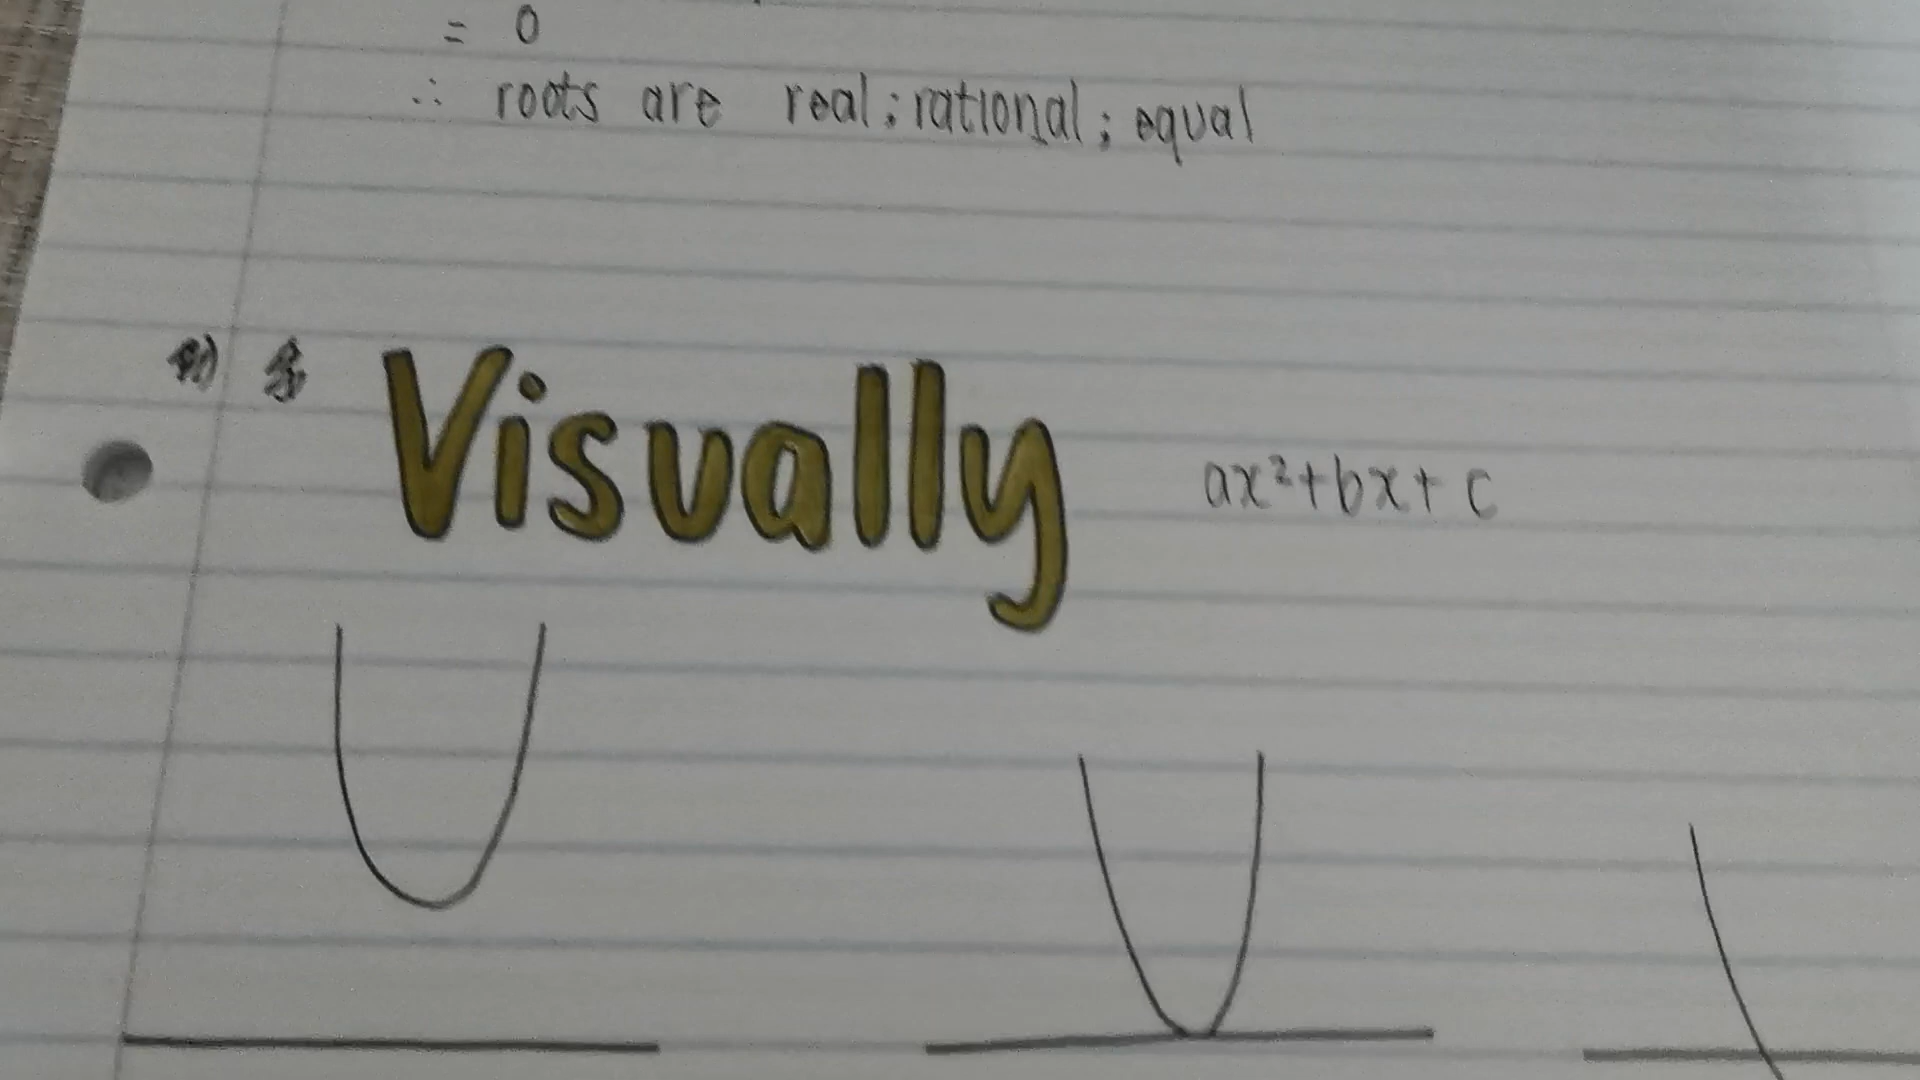 = 0
∴ roots are real; rational; equal
Visually ax²+bx+c